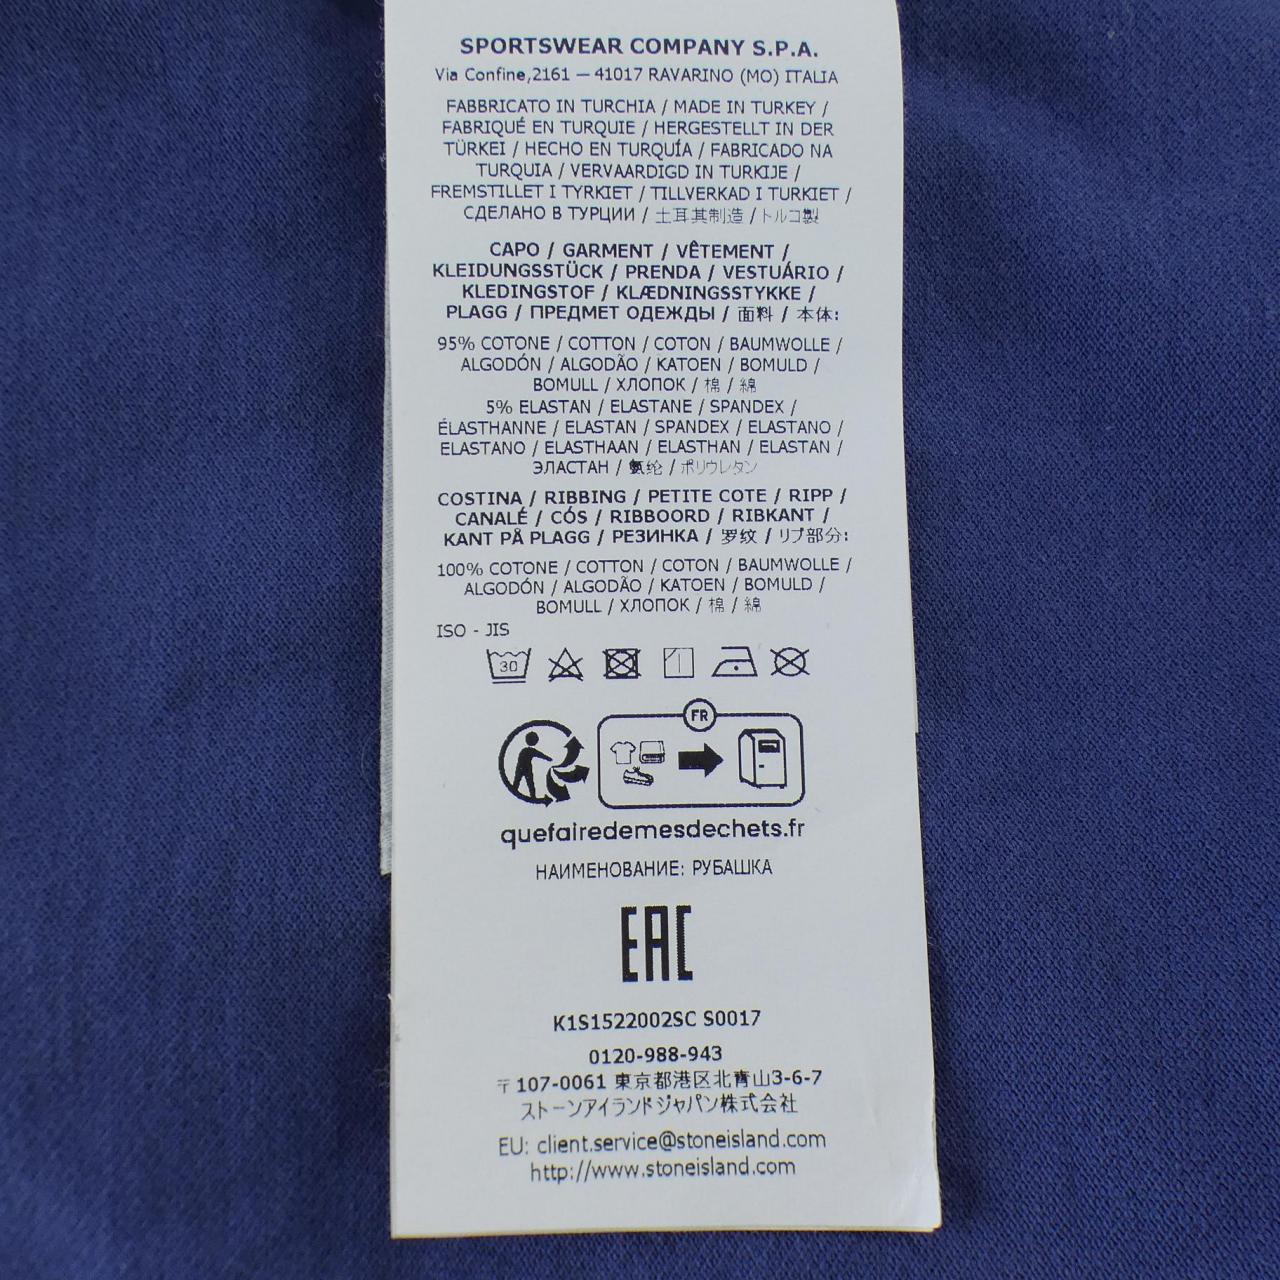 SPORTSWEAR COMPANY S.P.A.
Via Confine,2161 — 41017 RAVARINO (MO) ITALIA
FABBRICATO IN TURCHIA / MADE IN TURKEY /
FABRIQUÉ EN TURQUIE / HERGESTELLT IN DER
TÜRKEI / HECHO EN TURQUÍA / FABRICADO NA
TURQUIA / VERVAARDIGD IN TURKIJE /
FREMSTILLET I TYRKIET / TILLVERKAD I TURKIET /
СДЕЛАНО В ТУРЦИИ / 土耳其制造 / トルコ製
CAPO / GARMENT / VÊTEMENT /
KLEIDUNGSSTÜCK / PRENDA / VESTUÁRIO /
KLEDINGSTOF / KLÆDNINGSSTYKKE /
PLAGG / ПРЕДМЕТ ОДЕЖДЫ / 面料 / 本体:
95% COTONE / COTTON / COTON / BAUMWOLLE /
ALGODÓN / ALGODÃO / KATOEN / BOMULD /
BOMULL / ХЛОПОК / 棉 / 綿
5% ELASTAN / ELASTANE / SPANDEX /
ÉLASTHANNE / ELASTAN / SPANDEX / ELASTANO /
ELASTANO / ELASTHAAN / ELASTHAN / ELASTAN /
ЭЛАСТАН / 氨纶 / ポリウレタン
COSTINA / RIBBING / PETITE COTE / RIPP /
CANALÉ / CÓS / RIBBOORD / RIBKANT /
KANT PÅ PLAGG / РЕЗИНКА / 罗纹 / リブ部分:
100% COTONE / COTTON / COTON / BAUMWOLLE /
ALGODÓN / ALGODÃO / KATOEN / BOMULD /
BOMULL / ХЛОПОК / 棉 / 綿
ISO - JIS
30
FR
quefairedemesdechets.fr
НАИМЕНОВАНИЕ: РУБАШКА
EAC
K1S1522002SC S0017
0120-988-943
〒107-0061 東京都港区北青山3-6-7
ストーンアイランドジャパン株式会社
EU: client.service@stoneisland.com
http://www.stoneisland.com